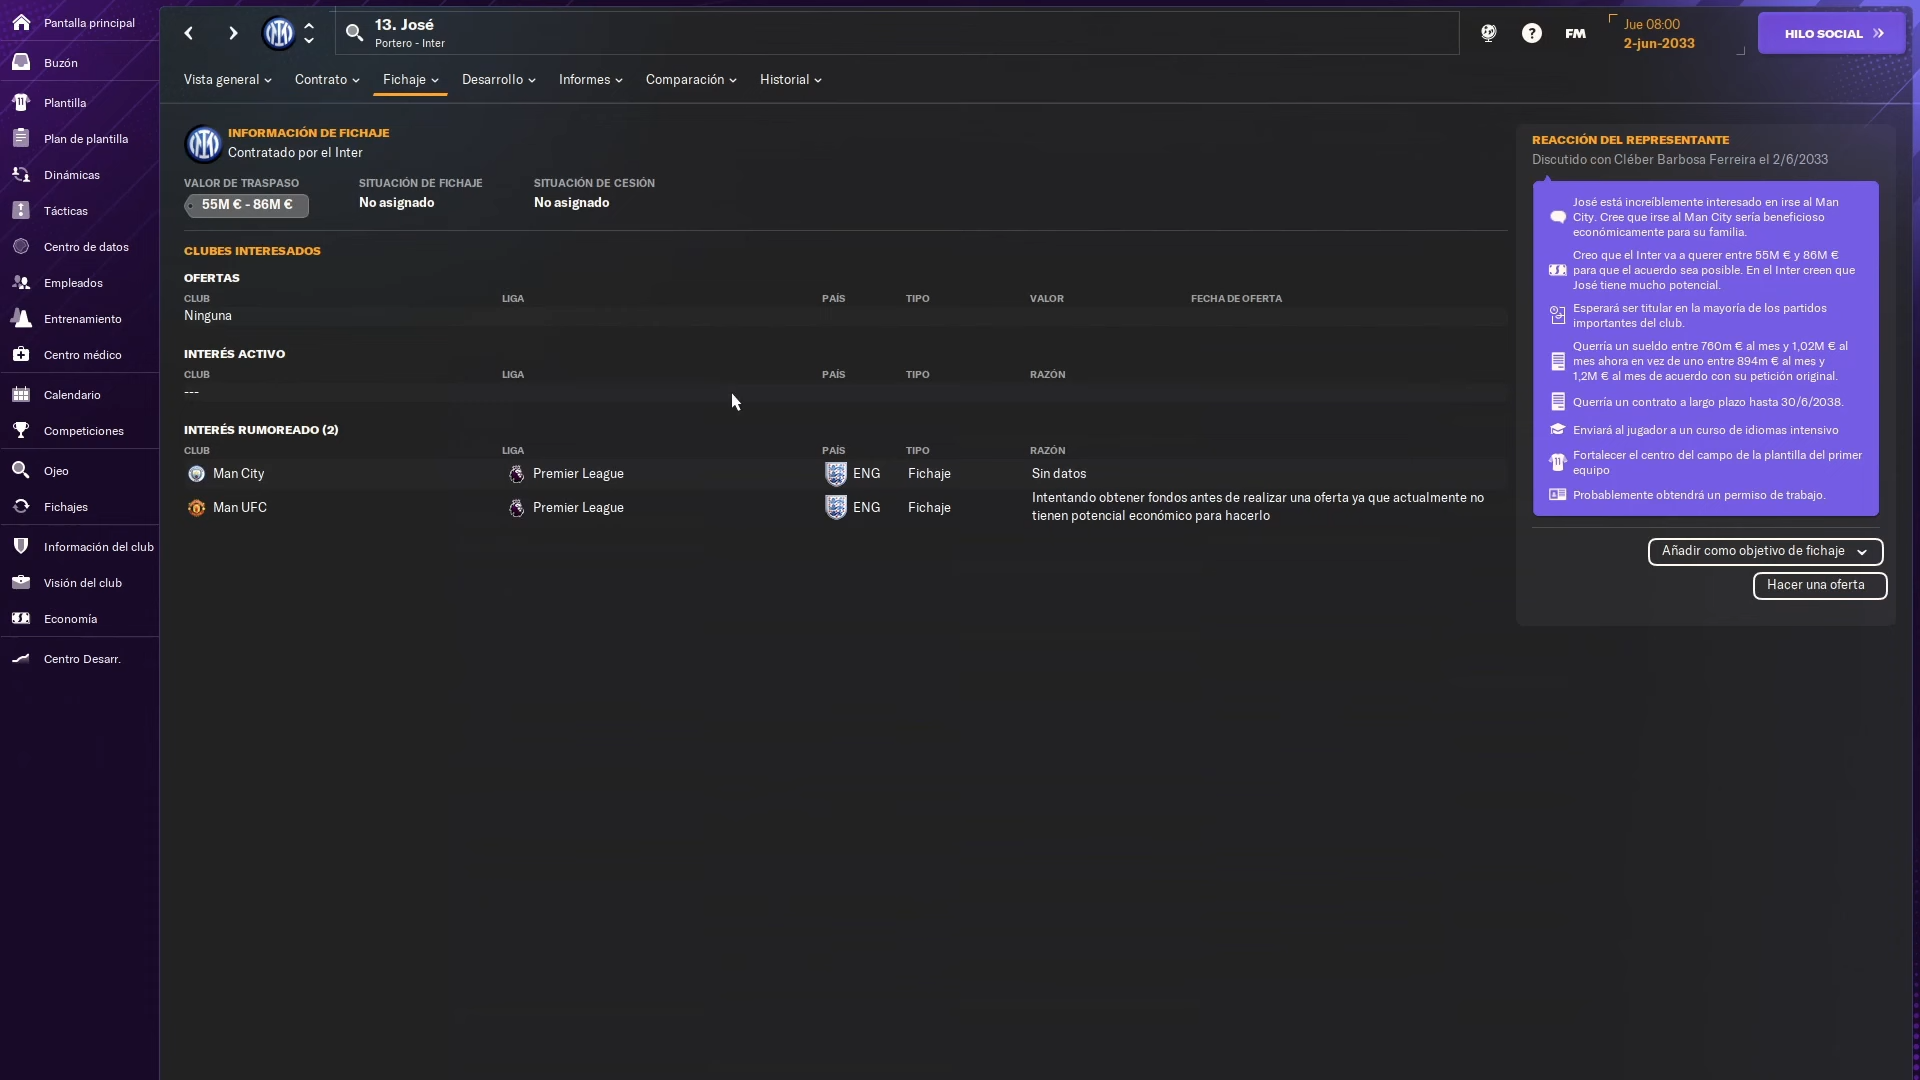 Pantalla principal
Buzón
Plantilla
Plan de plantilla
Dinámicas
Tácticas
Centro de datos
Empleados
Entrenamiento
Centro médico
Calendario
Competiciones
Ojeo
Fichajes
Información del club
Visión del club
Economía
Centro Desarr.
13. José
Portero - Inter
FM
Jue 08:00
2-jun-2033
HILO SOCIAL
Vista general
Contrato
Fichaje
Desarrollo
Informes
Comparación
Historial
INFORMACIÓN DE FICHAJE
Contratado por el Inter
VALOR DE TRASPASO SITUACIÓN DE FICHAJE SITUACIÓN DE CESIÓN
55M € - 86M € No asignado No asignado
CLUBES INTERESADOS
OFERTAS
CLUB LIGA PAÍS TIPO VALOR FECHA DE OFERTA
Ninguna
INTERÉS ACTIVO
CLUB LIGA PAÍS TIPO RAZÓN
---
INTERÉS RUMOREADO (2)
CLUB LIGA PAÍS TIPO RAZÓN
Man City Premier League ENG Fichaje Sin datos
Man UFC Premier League ENG Fichaje Intentando obtener fondos antes de realizar una oferta ya que actualmente no
tienen potencial económico para hacerlo
REACCIÓN DEL REPRESENTANTE
Discutido con Cléber Barbosa Ferreira el 2/6/2033
José está increíblemente interesado en irse al Man
City. Cree que irse al Man City sería beneficioso
económicamente para su familia.
Creo que el Inter va a querer entre 55M € y 86M €
para que el acuerdo sea posible. En el Inter creen que
José tiene mucho potencial.
Esperará ser titular en la mayoría de los partidos
importantes del club.
Querría un sueldo entre 760m € al mes y 1,02M € al
mes ahora en vez de uno entre 894m € al mes y
1,2M € al mes de acuerdo con su petición original.
Querría un contrato a largo plazo hasta 30/6/2038.
Enviará al jugador a un curso de idiomas intensivo
Fortalecer el centro del campo de la plantilla del primer
equipo
Probablemente obtendrá un permiso de trabajo.
Añadir como objetivo de fichaje
Hacer una oferta